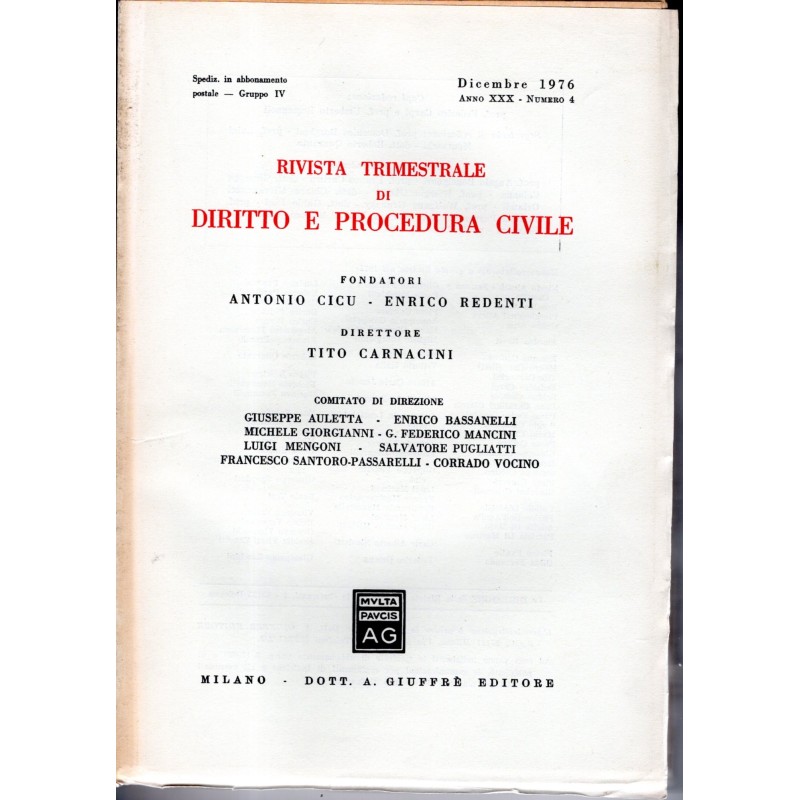 Spediz. in abbonamento
postale — Gruppo IV
Dicembre 1976
Anno XXX - Numero 4
RIVISTA TRIMESTRALE
DI
DIRITTO E PROCEDURA CIVILE
FONDATORI
ANTONIO CICU - ENRICO REDENTI
DIRETTORE
TITO CARNACINI
COMITATO DI DIREZIONE
GIUSEPPE AULETTA - ENRICO BASSANELLI
MICHELE GIORGIANNI - G. FEDERICO MANCINI
LUIGI MENGONI - SALVATORE PUGLIATTI
FRANCESCO SANTORO-PASSARELLI - CORRADO VOCINO
MVLTA
PAVCIS
AG
MILANO - DOTT. A. GIUFFRÈ EDITORE